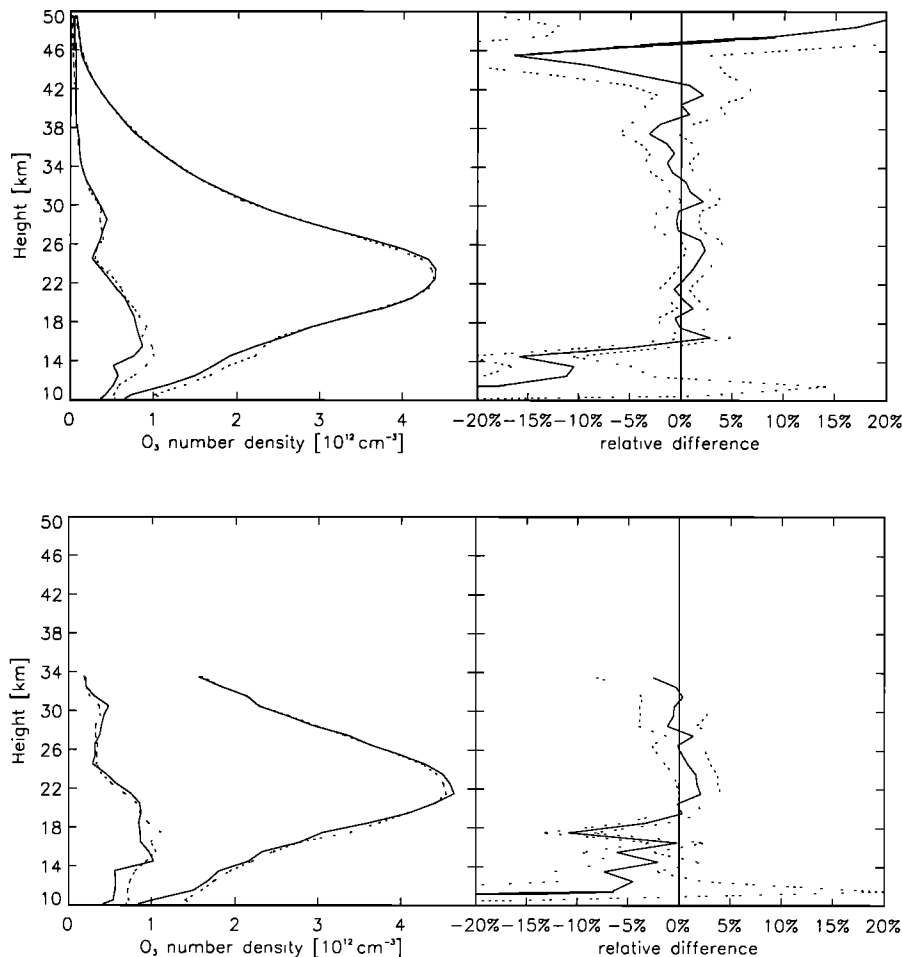 50
46
42
38
34
30
26
22
18
14
10
Height [km]
0 1 2 3 4
O₃ number density [10¹² cm⁻³]
-20% -15% -10% -5% 0% 5% 10% 15% 20%
relative difference
50
46
42
38
34
30
26
22
18
14
10
Height [km]
0 1 2 3 4
O₃ number density [10¹² cm⁻³]
-20% -15% -10% -5% 0% 5% 10% 15% 20%
relative difference